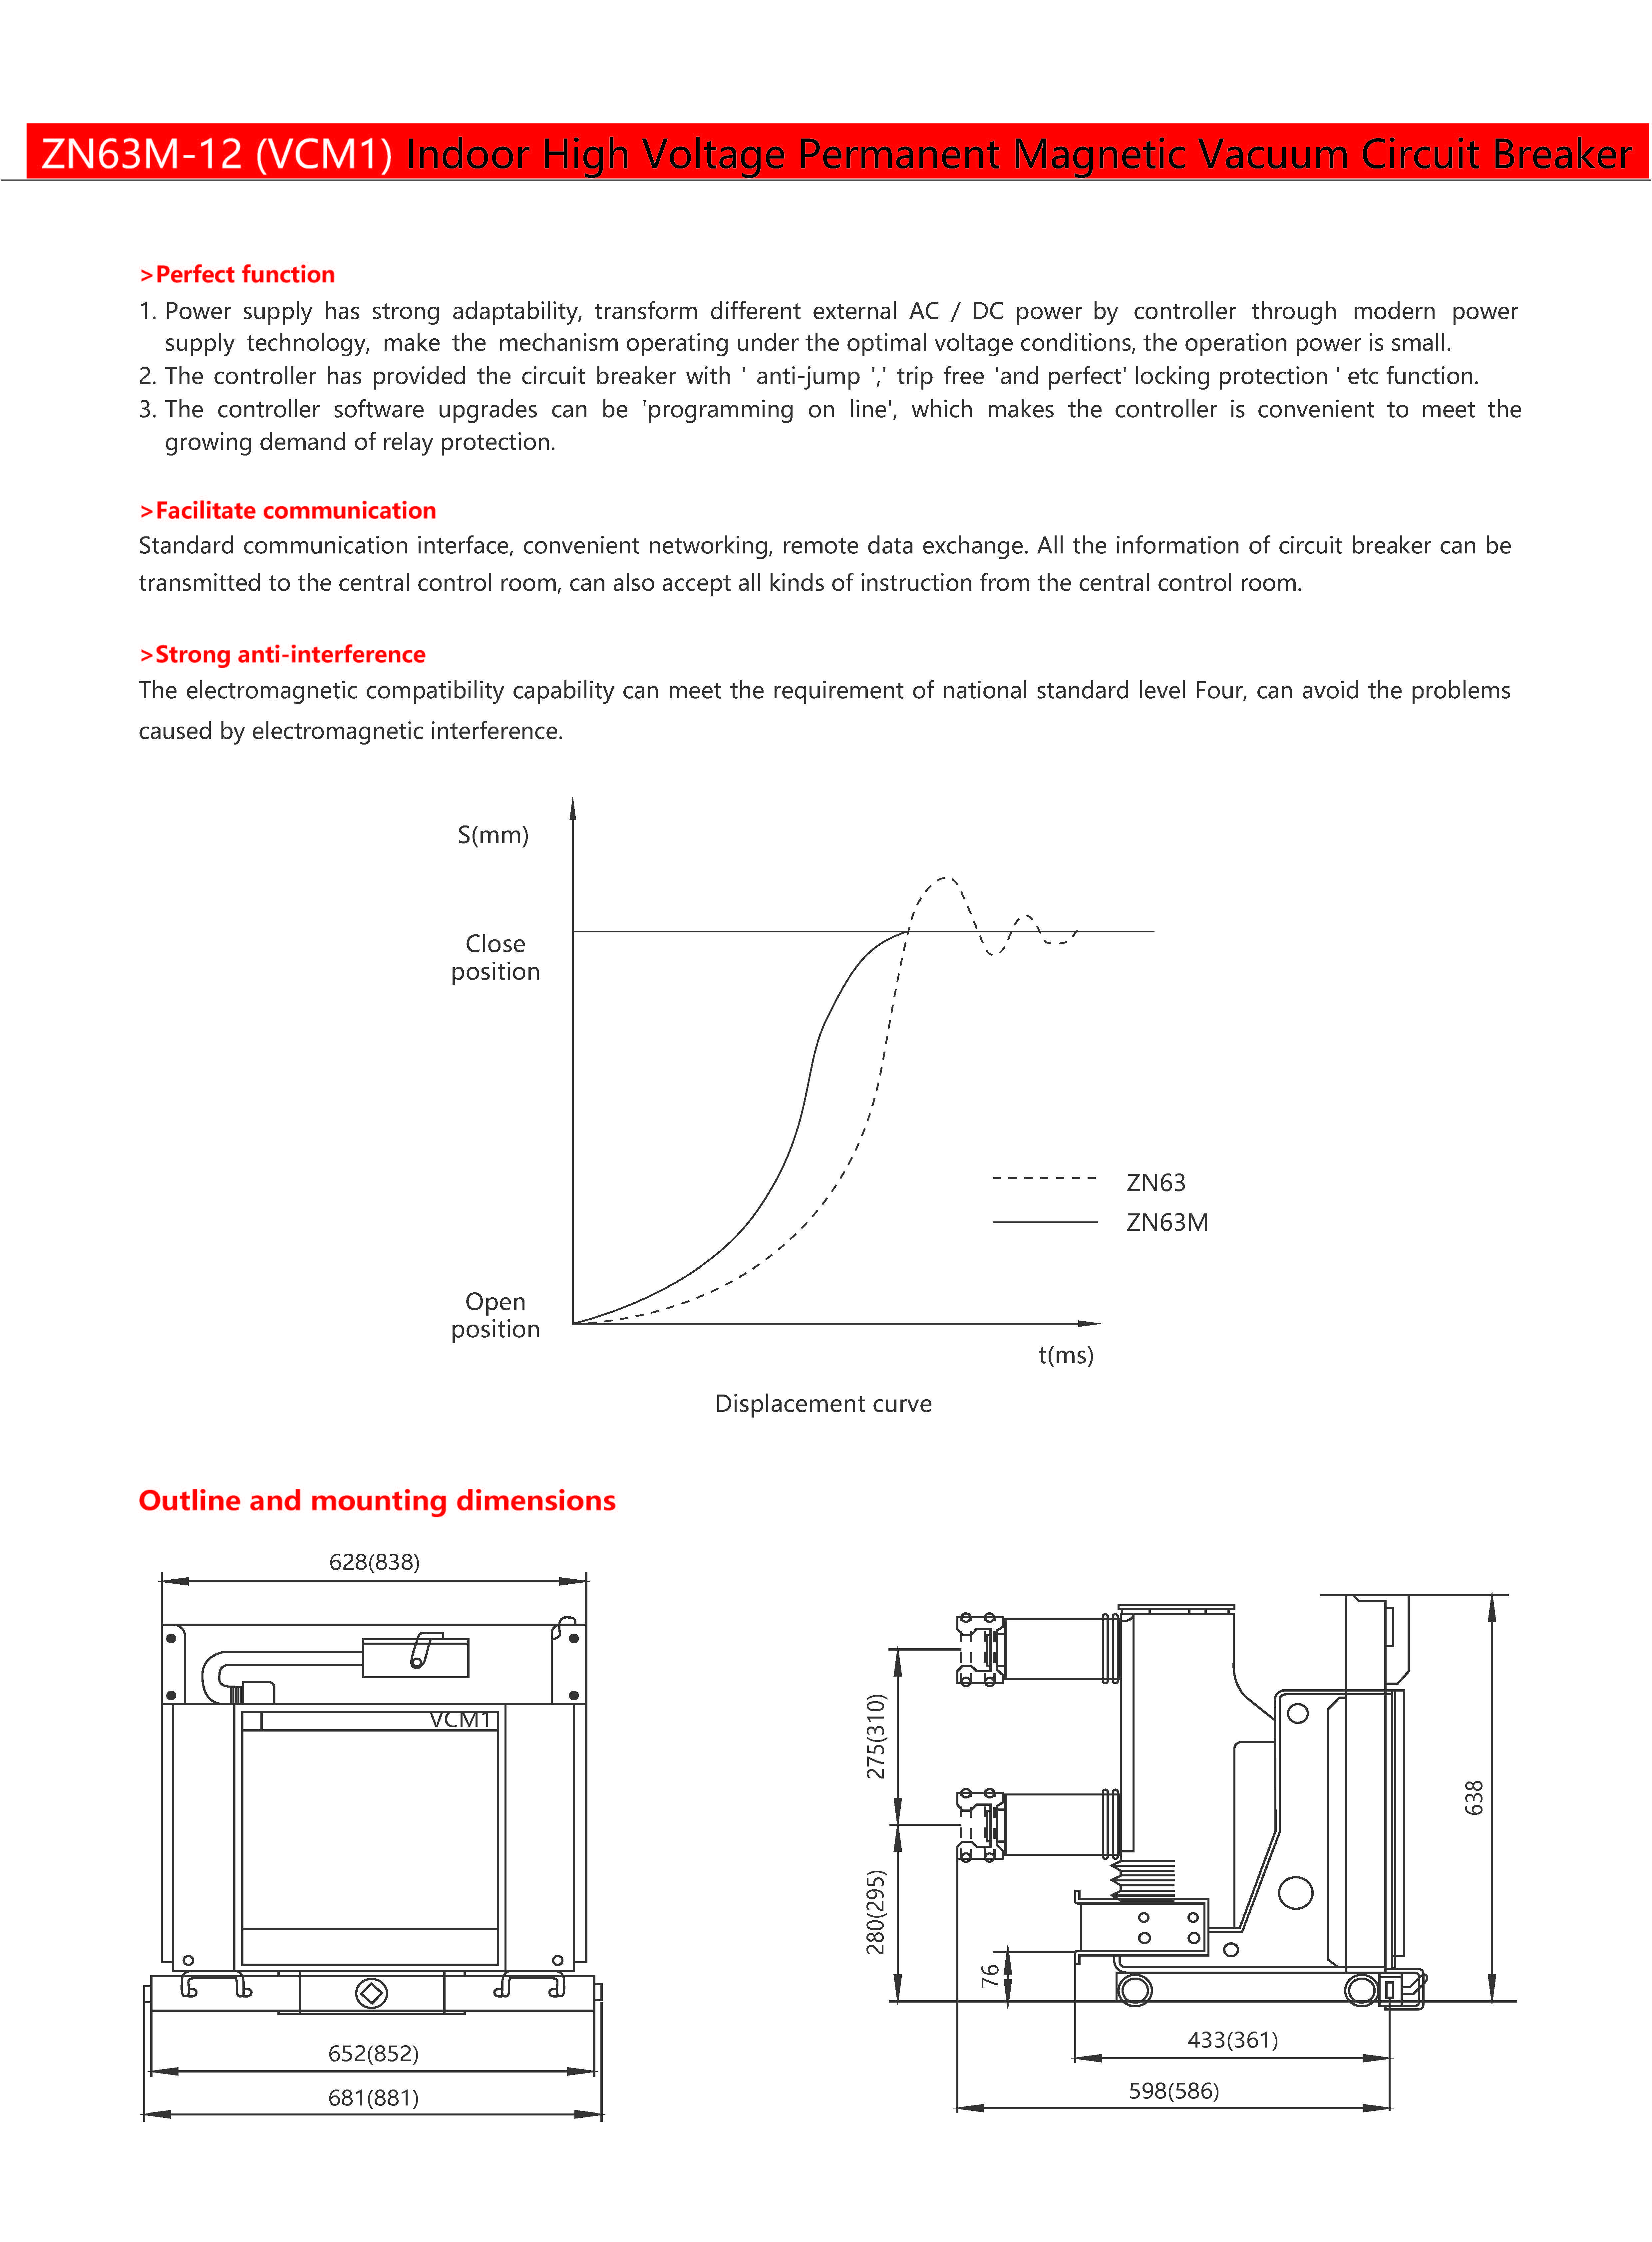 ZN63M-12 (VCM1) Indoor High Voltage Permanent Magnetic Vacuum Circuit Breaker
>Perfect function
1. Power supply has strong adaptability, transform different external AC / DC power by controller through modern power
supply technology, make the mechanism operating under the optimal voltage conditions, the operation power is small.
2. The controller has provided the circuit breaker with ' anti-jump ',' trip free 'and perfect' locking protection ' etc function.
3. The controller software upgrades can be 'programming on line', which makes the controller is convenient to meet the
growing demand of relay protection.
>Facilitate communication
Standard communication interface, convenient networking, remote data exchange. All the information of circuit breaker can be
transmitted to the central control room, can also accept all kinds of instruction from the central control room.
>Strong anti-interference
The electromagnetic compatibility capability can meet the requirement of national standard level Four, can avoid the problems
caused by electromagnetic interference.
S(mm)
Close
position
ZN63
ZN63M
Open
position
t(ms)
Displacement curve
Outline and mounting dimensions
628(838)
VCM1
652(852)
681(881)
275(310)
280(295)
76
638
433(361)
598(586)